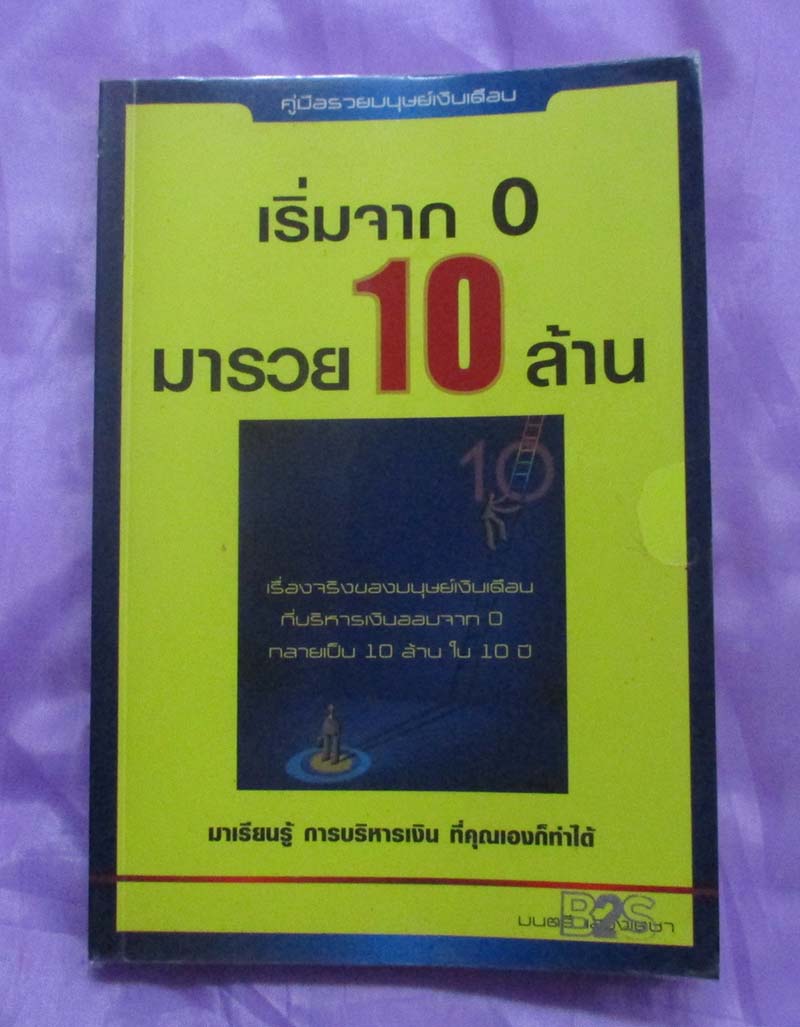 คู่มือรวยมนุษย์เงินเดือน
เริ่มจาก 0
มารวย 10 ล้าน
10
เรื่องจริงของมนุษย์เงินเดือน
ที่บริหารเงินออมจาก 0
กลายเป็น 10 ล้าน ใน 10 ปี
มาเรียนรู้ การบริหารเงิน ที่คุณเองก็ทำได้
B2S
มนตรี